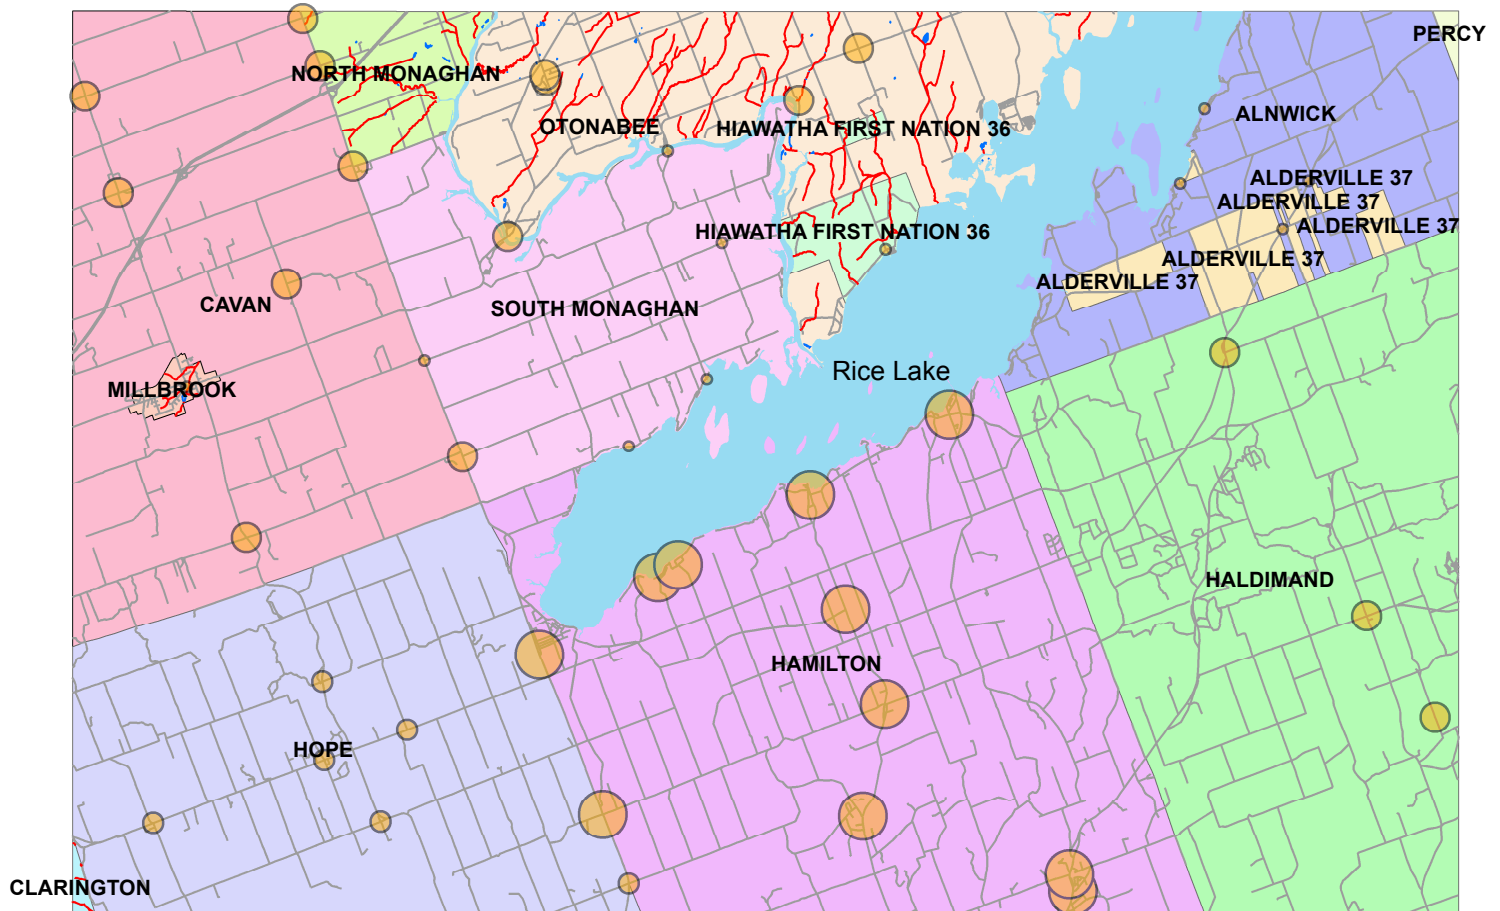 PERCY
NORTH MONAGHAN
ALNWICK
OTONABEE
HIAWATHA FIRST NATION 36
ALDERVILLE 37
ALDERVILLE 37
ALDERVILLE 37
HIAWATHA FIRST NATION 36
ALDERVILLE 37
ALDERVILLE 37
CAVAN
SOUTH MONAGHAN
Rice Lake
MILLBROOK
HALDIMAND
HAMILTON
HOPE
CLARINGTON